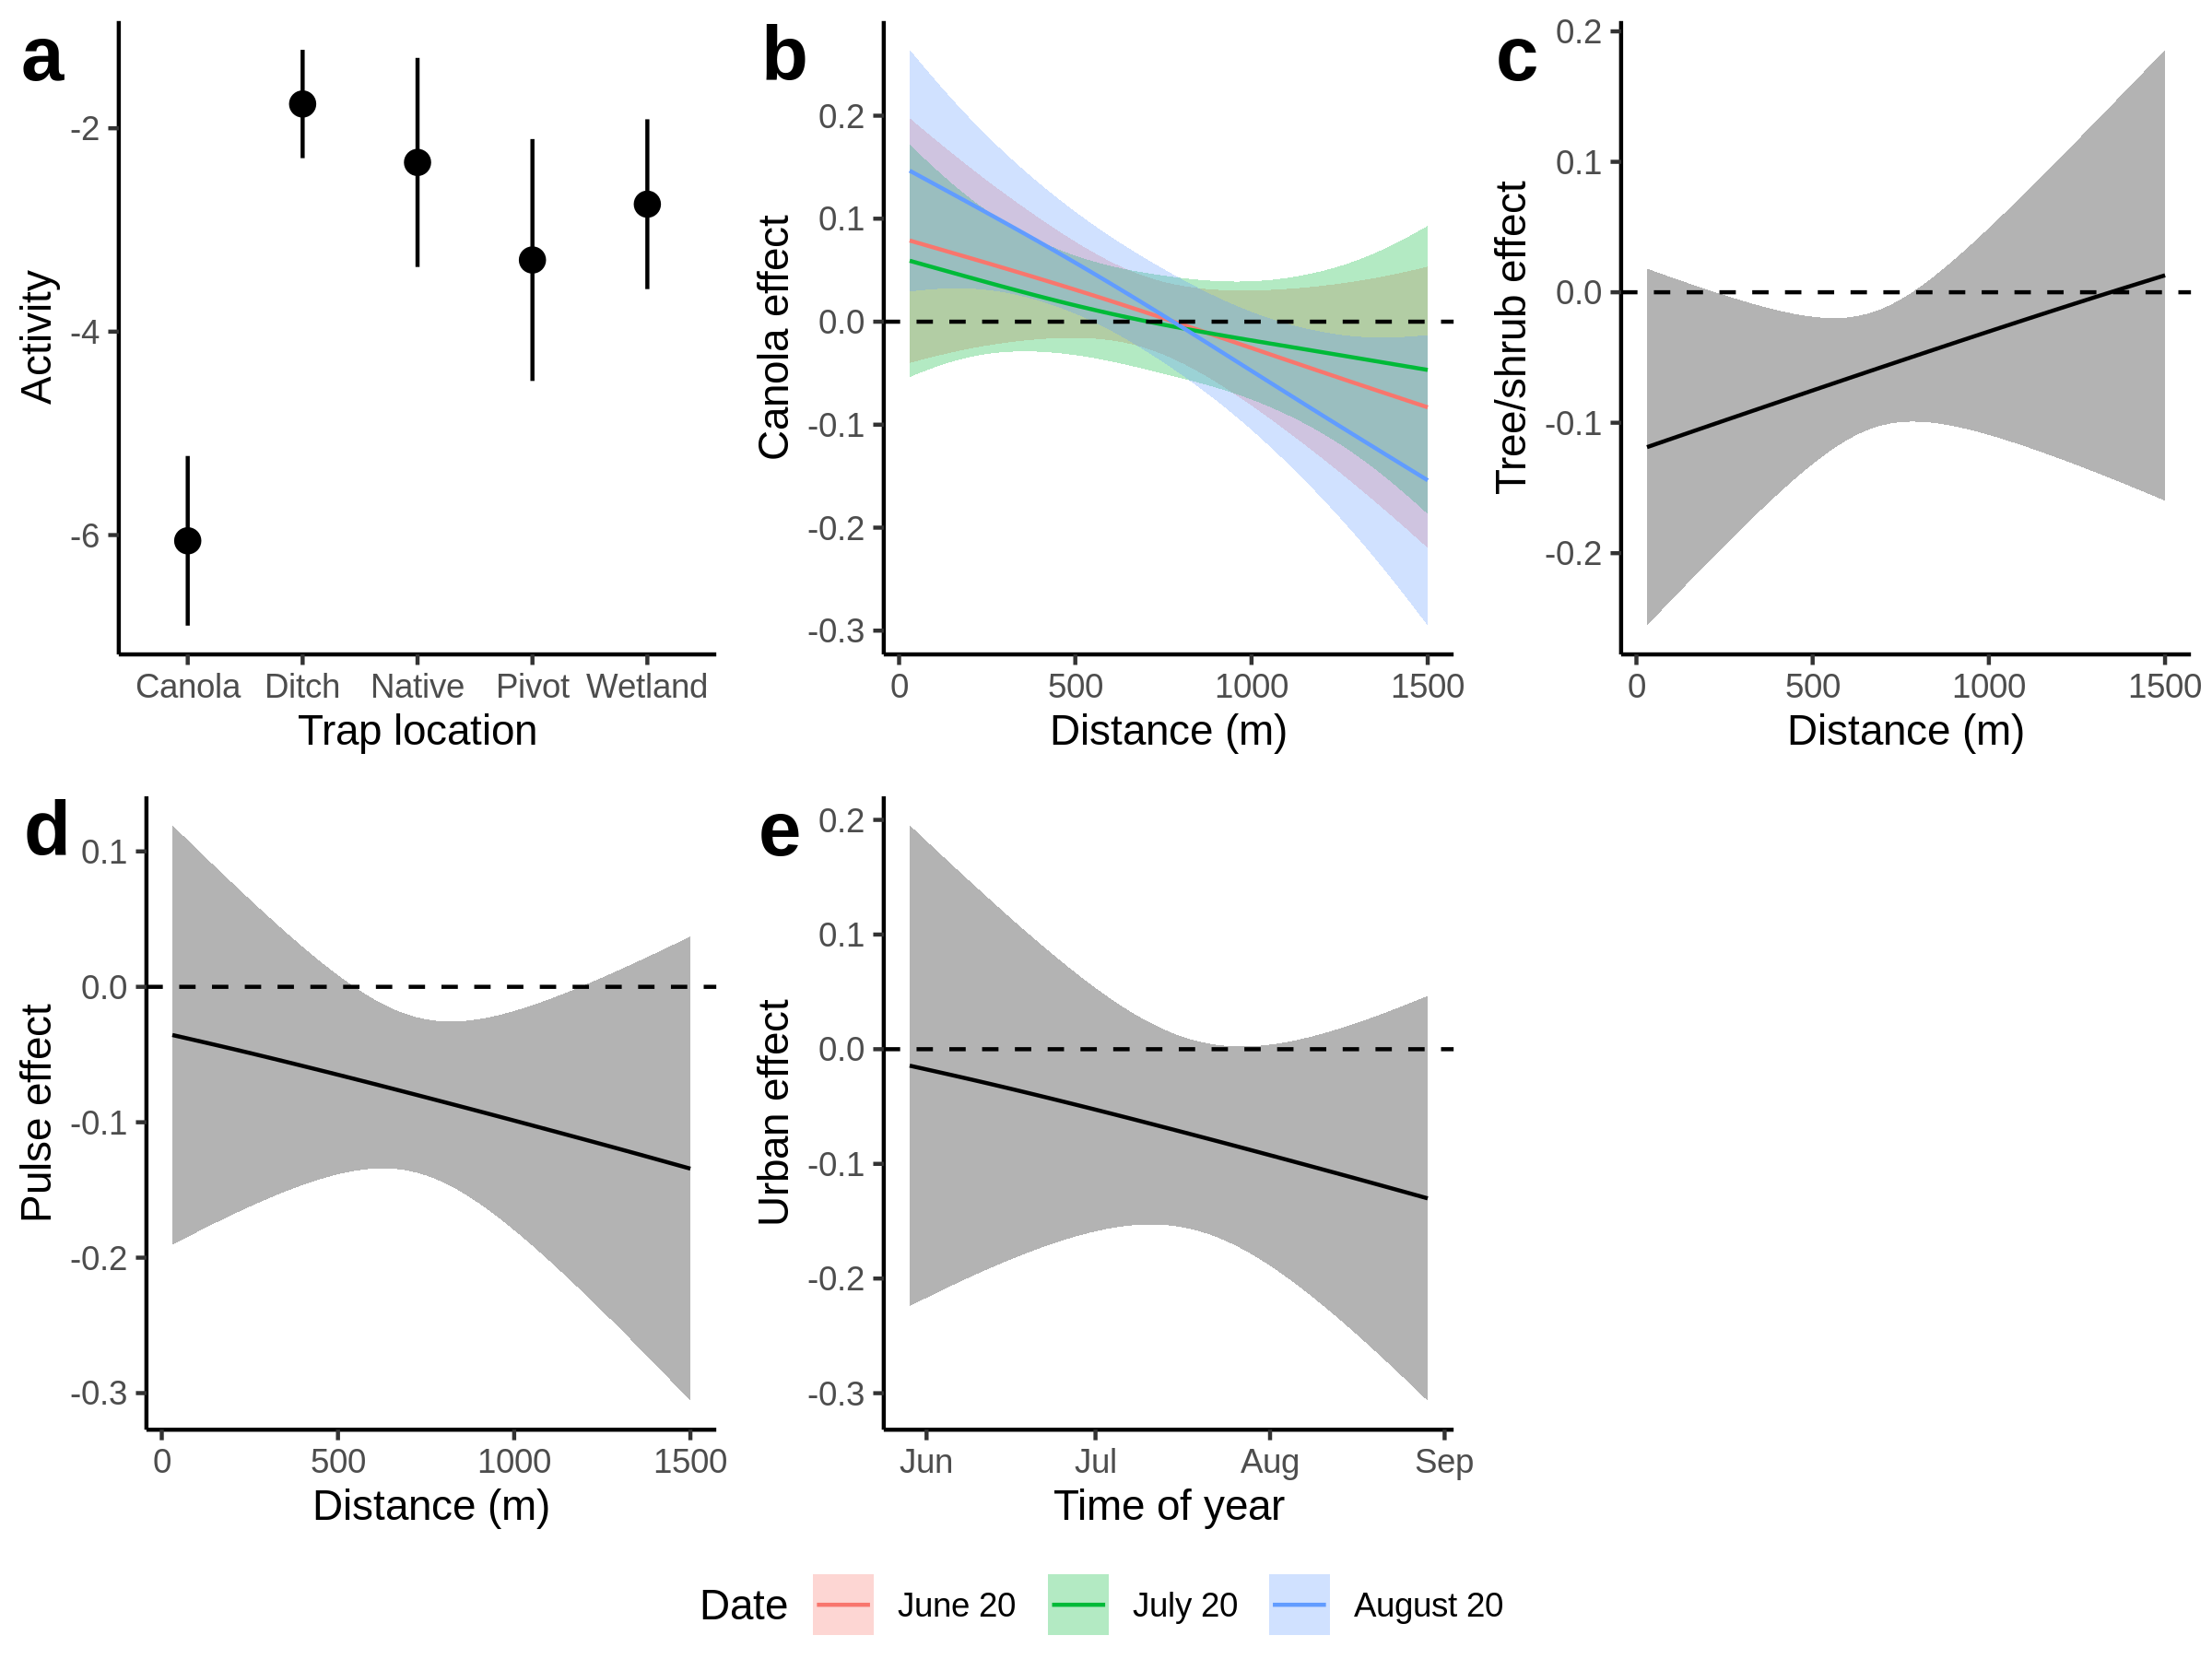 a
Activity
-2
-4
-6
Canola Ditch Native Pivot Wetland
Trap location
b
Canola effect
0.2
0.1
0.0
-0.1
-0.2
-0.3
0 500 1000 1500
Distance (m)
c
Tree/shrub effect
0.2
0.1
0.0
-0.1
-0.2
0 500 1000 1500
Distance (m)
d
Pulse effect
0.1
0.0
-0.1
-0.2
-0.3
0 500 1000 1500
Distance (m)
e
Urban effect
0.2
0.1
0.0
-0.1
-0.2
-0.3
Jun Jul Aug Sep
Time of year
Date June 20 July 20 August 20